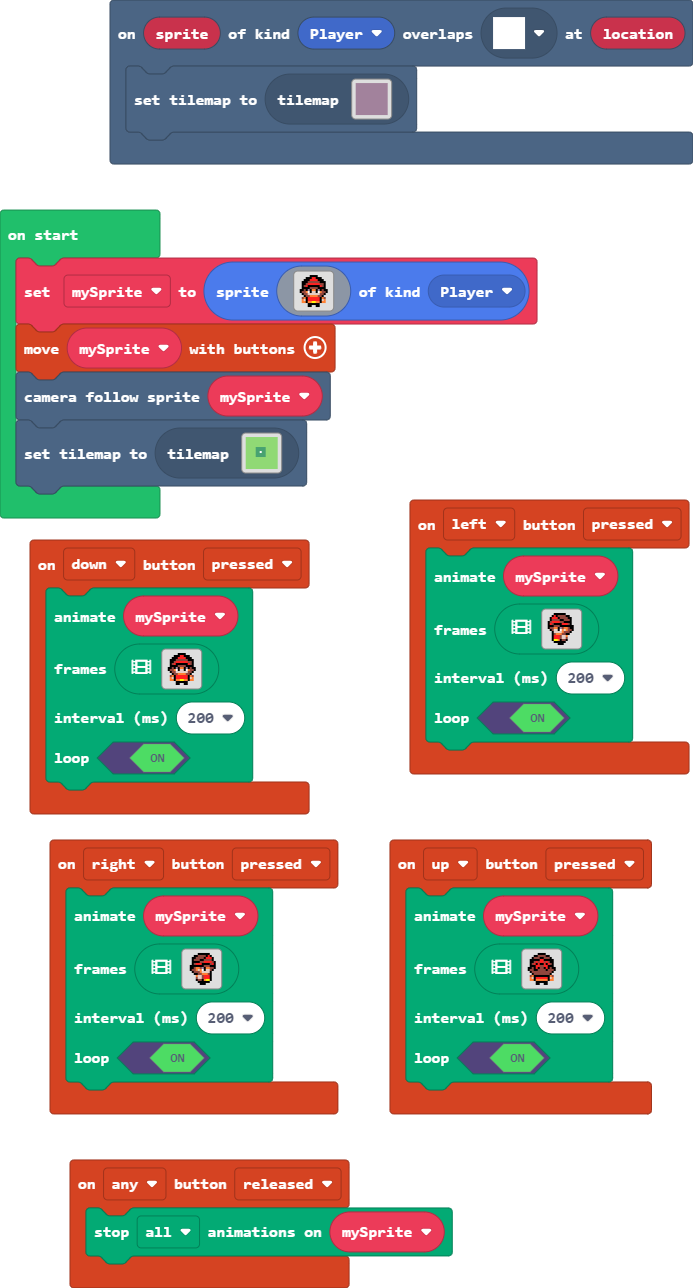 on sprite of kind Player overlaps at location
set tilemap to tilemap
on start
set mySprite to sprite of kind Player
move mySprite with buttons
camera follow sprite mySprite
set tilemap to tilemap
on down button pressed
animate mySprite
frames
interval (ms) 200
loop ON
on left button pressed
animate mySprite
frames
interval (ms) 200
loop ON
on right button pressed
animate mySprite
frames
interval (ms) 200
loop ON
on up button pressed
animate mySprite
frames
interval (ms) 200
loop ON
on any button released
stop all animations on mySprite